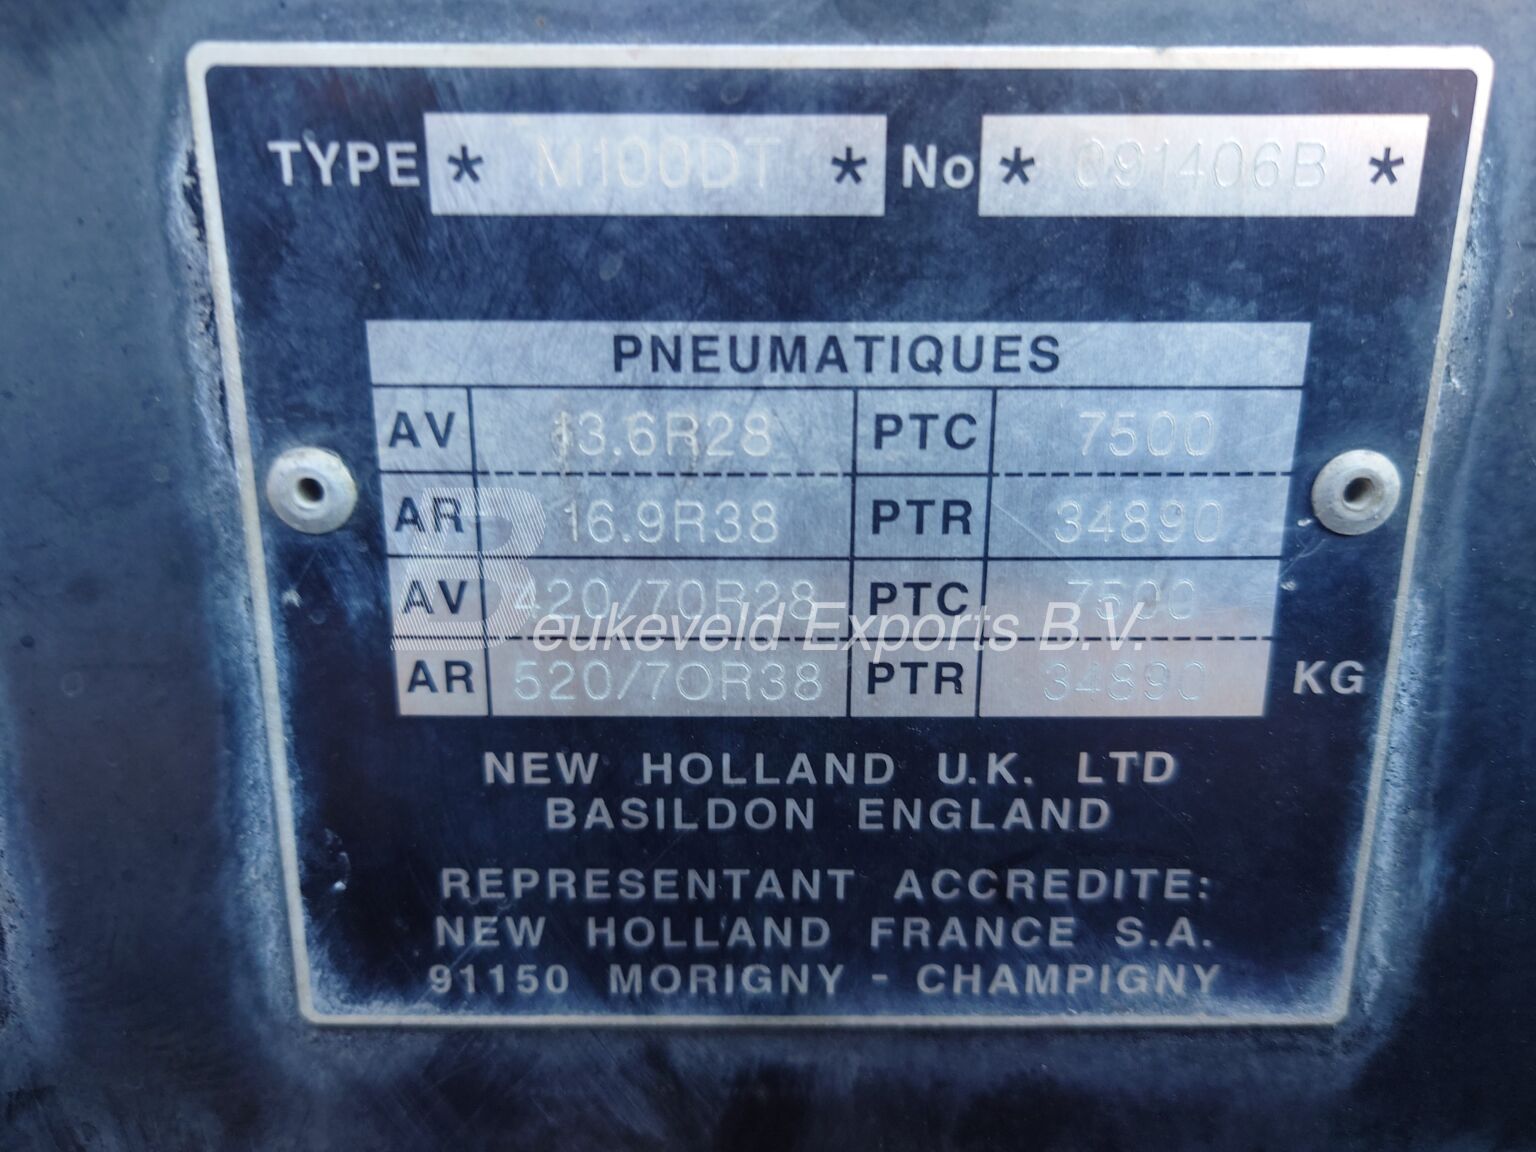 TYPE * M100DT * No * 091406B *
PNEUMATIQUES
AV 13.6R28 PTC 7500
AR 16.9R38 PTR 34890
AV 420/70R28 PTC 7500
Beukeveld Exports B.V.
AR 520/70R38 PTR 34890 KG
NEW HOLLAND U.K. LTD
BASILDON ENGLAND
REPRESENTANT ACCREDITE:
NEW HOLLAND FRANCE S.A.
91150 MORIGNY - CHAMPIGNY